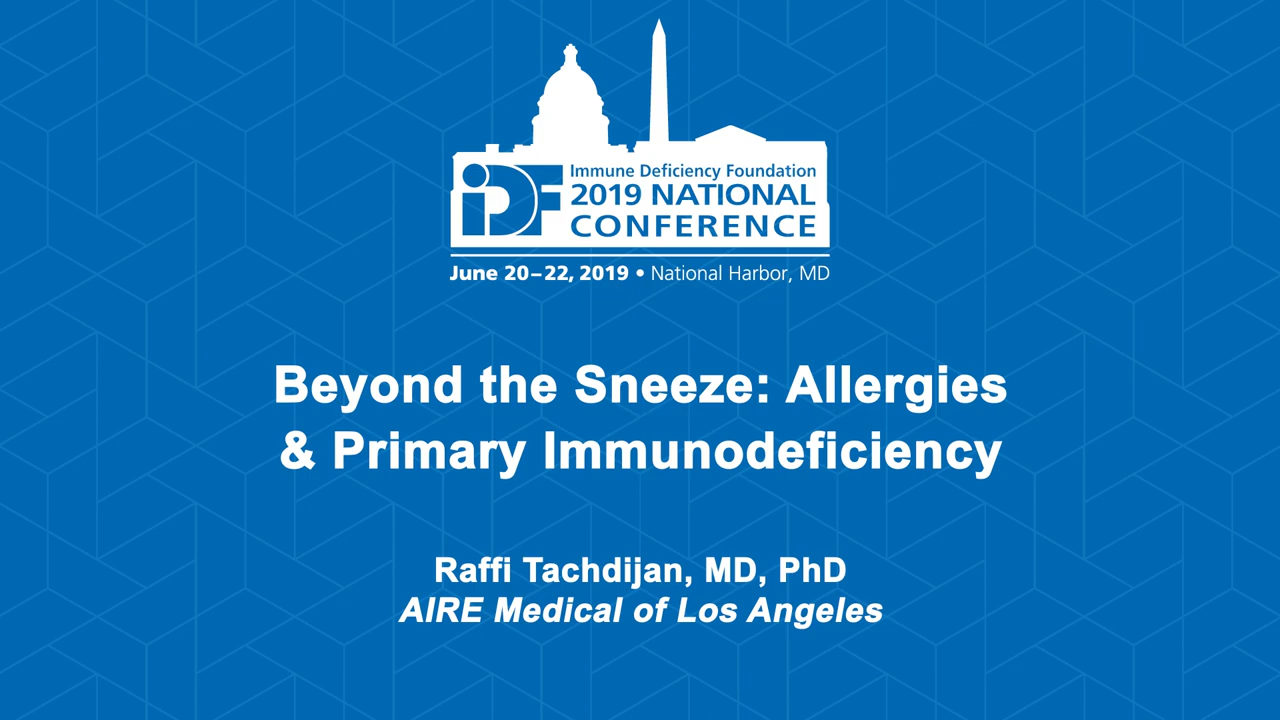 iDF
Immune Deficiency Foundation
2019 NATIONAL
CONFERENCE
June 20–22, 2019 • National Harbor, MD
Beyond the Sneeze: Allergies
& Primary Immunodeficiency
Raffi Tachdijan, MD, PhD
AIRE Medical of Los Angeles